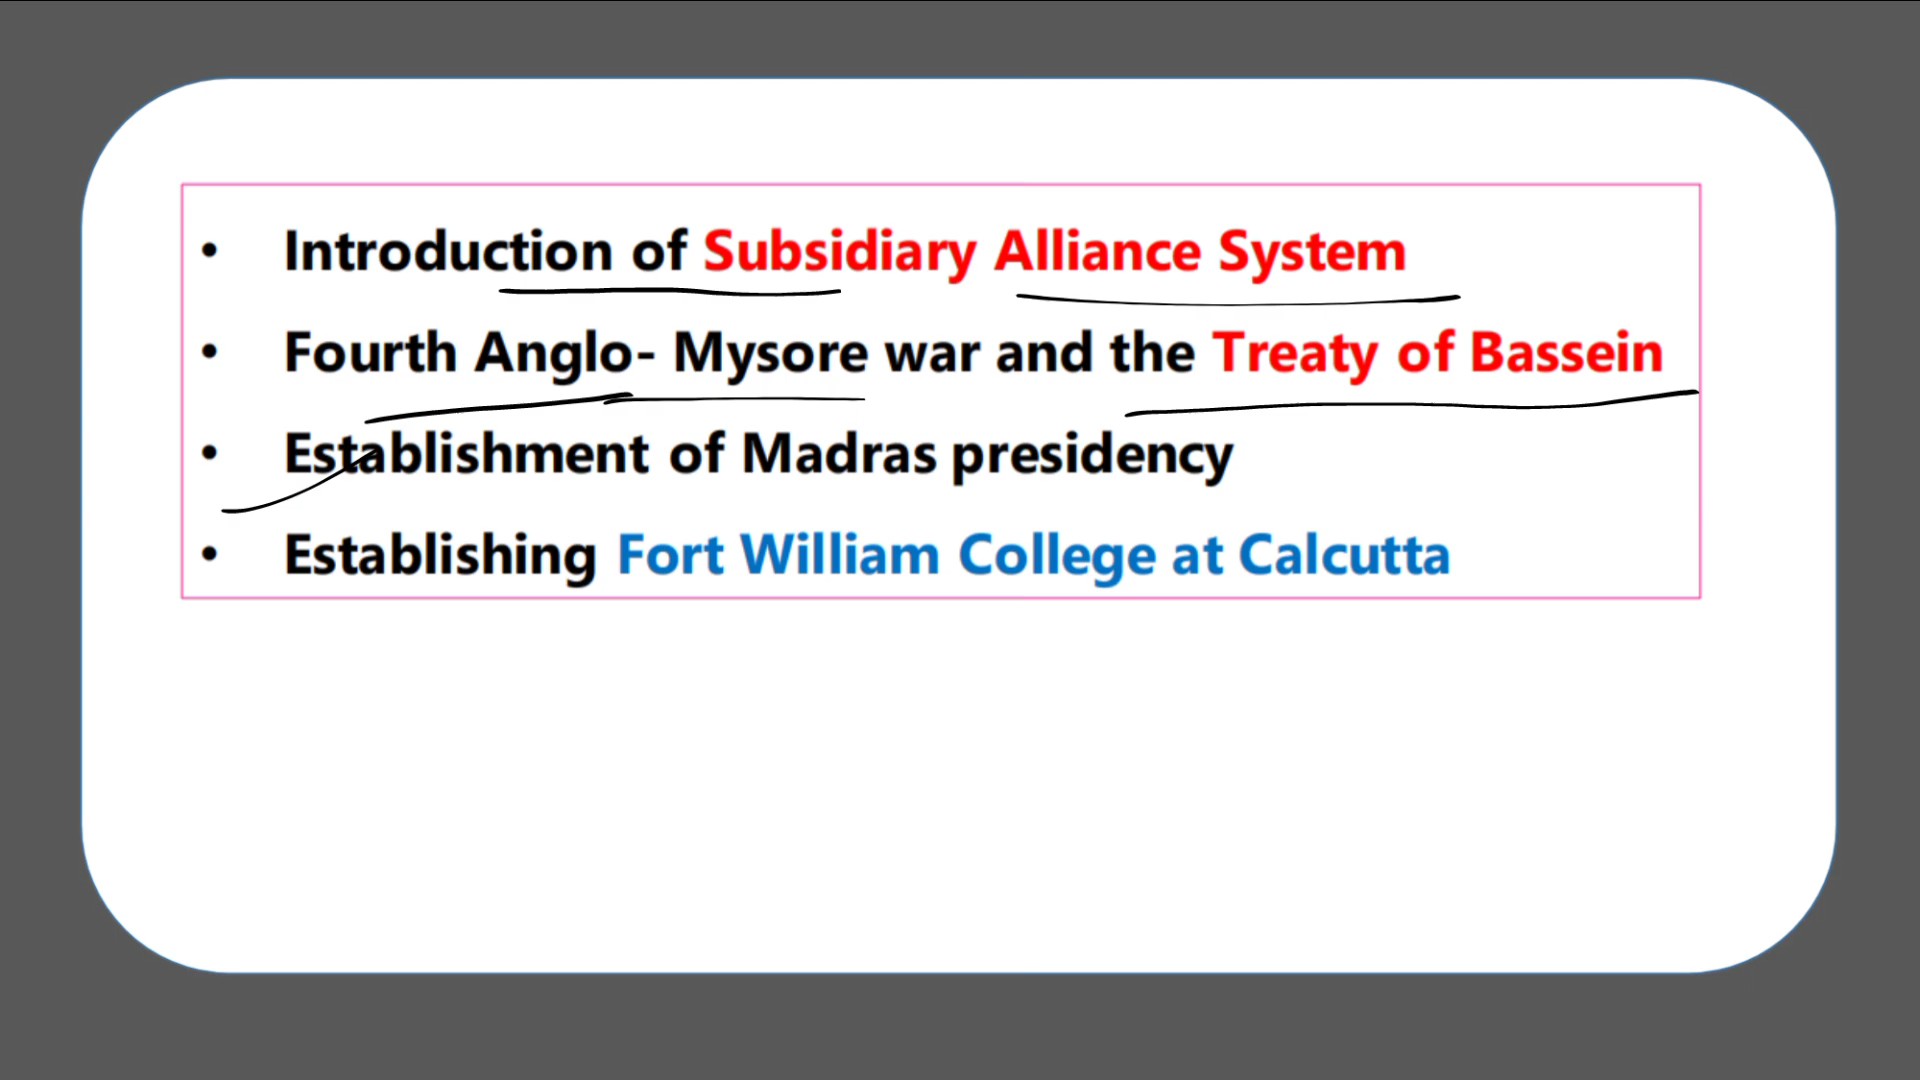 • Introduction of Subsidiary Alliance System
• Fourth Anglo- Mysore war and the Treaty of Bassein
• Establishment of Madras presidency
• Establishing Fort William College at Calcutta